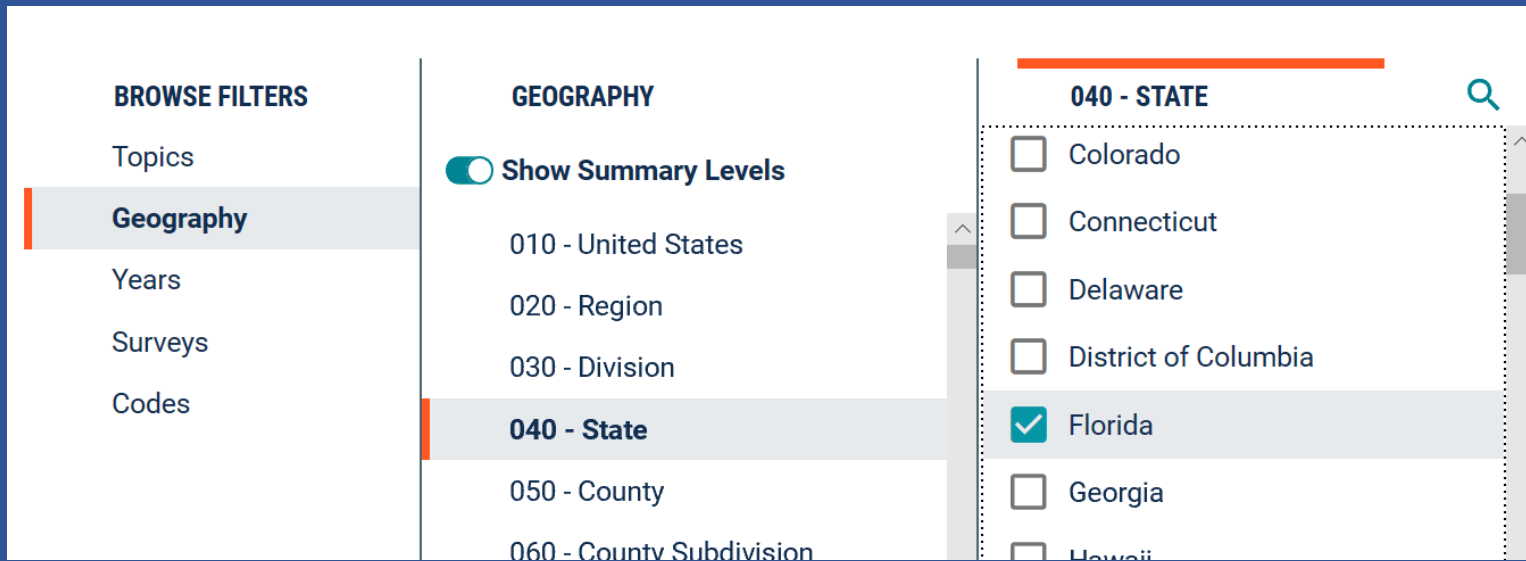 BROWSE FILTERS
Topics
Geography
Years
Surveys
Codes
GEOGRAPHY
Show Summary Levels
010 - United States
020 - Region
030 - Division
040 - State
050 - County
060 - County Subdivision
040 - STATE
Colorado
Connecticut
Delaware
District of Columbia
Florida
Georgia
Hawaii